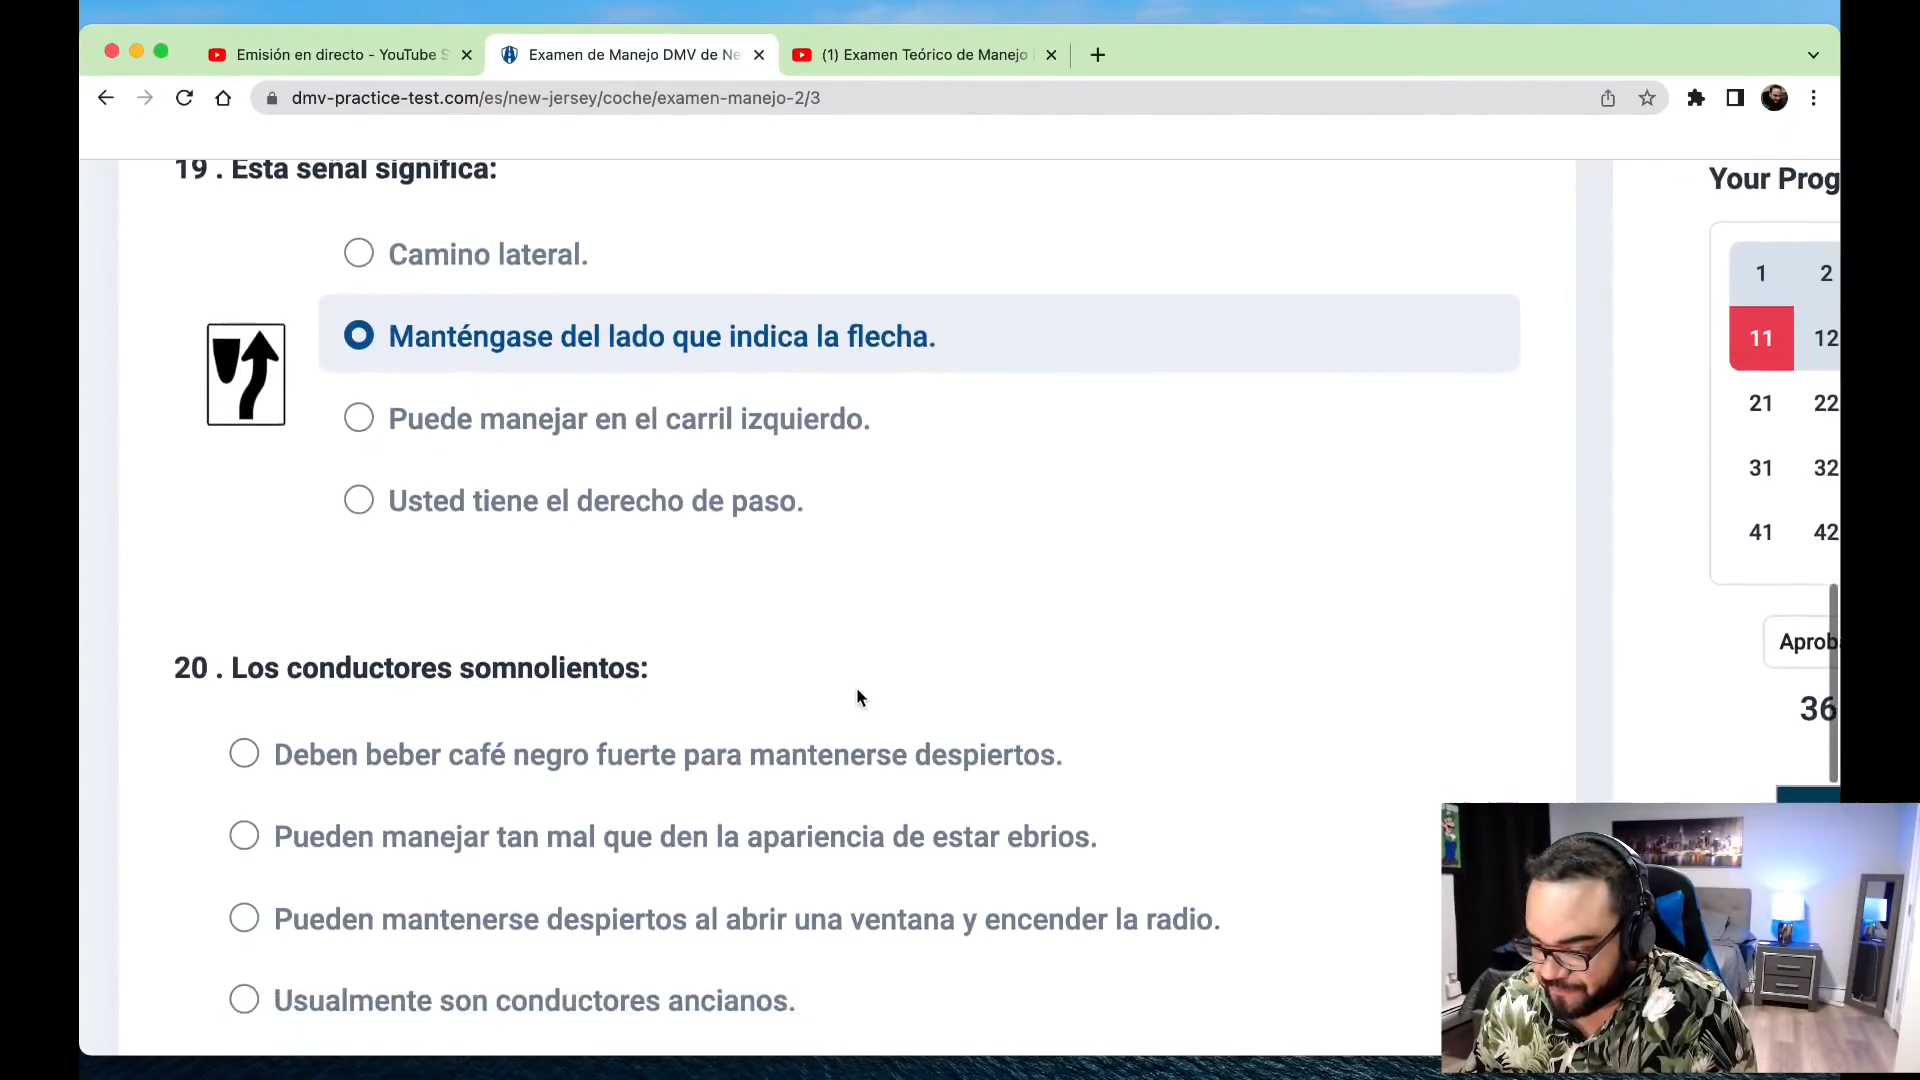 Emisión en directo - YouTube S
Examen de Manejo DMV de Ne
(1) Examen Teórico de Manejo
dmv-practice-test.com/es/new-jersey/coche/examen-manejo-2/3
19 . Esta señal significa:
Camino lateral.
Manténgase del lado que indica la flecha.
Puede manejar en el carril izquierdo.
Usted tiene el derecho de paso.
20 . Los conductores somnolientos:
Deben beber café negro fuerte para mantenerse despiertos.
Pueden manejar tan mal que den la apariencia de estar ebrios.
Pueden mantenerse despiertos al abrir una ventana y encender la radio.
Usualmente son conductores ancianos.
Your Prog
1 2
11 12
21 22
31 32
41 42
Aprob
36